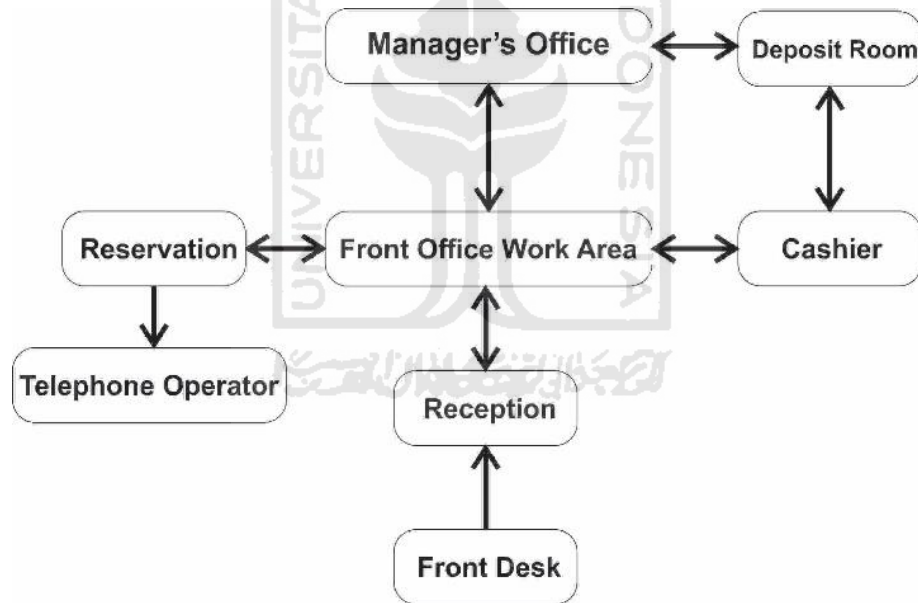 Manager's Office
Deposit Room
Reservation
Front Office Work Area
Cashier
Telephone Operator
Reception
Front Desk